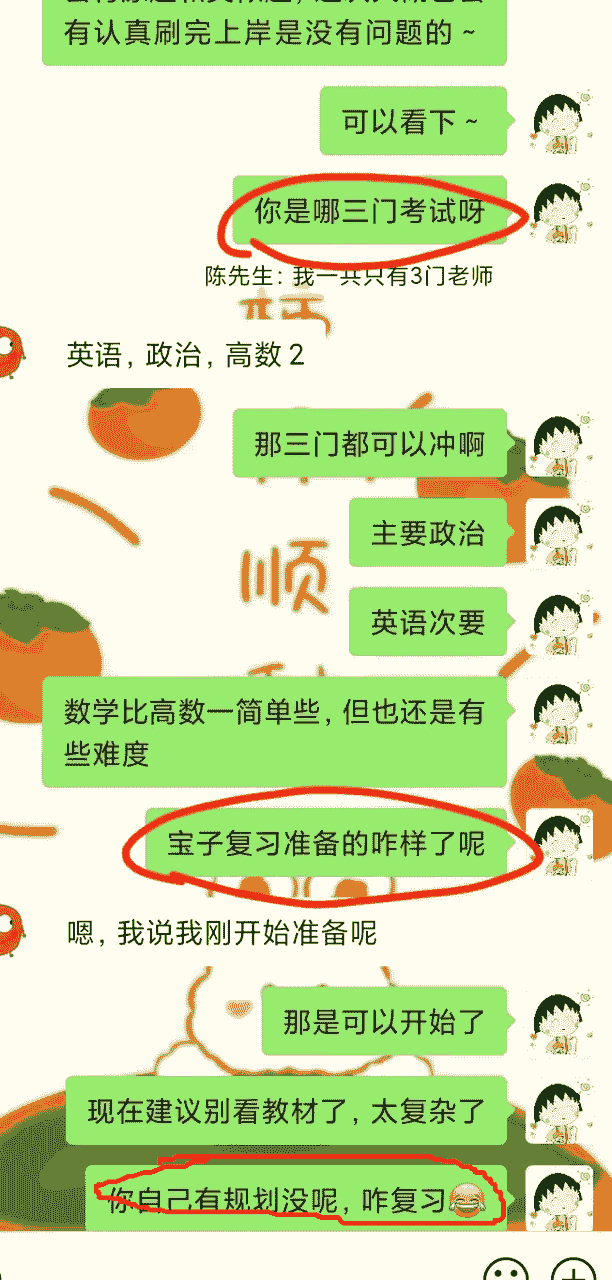 有认真刷完上岸是没有问题的~
可以看下~
你是哪三门考试呀
陈先生: 我一共只有3门老师
英语, 政治, 高数 2
那三门都可以冲啊
主要政治
顺
英语次要
数学比高数一简单些, 但也还是有
些难度
宝子复习准备的咋样了呢
嗯, 我说我刚开始准备呢
那是可以开始了
现在建议别看教材了, 太复杂了
你自己有规划没呢, 咋复习😂